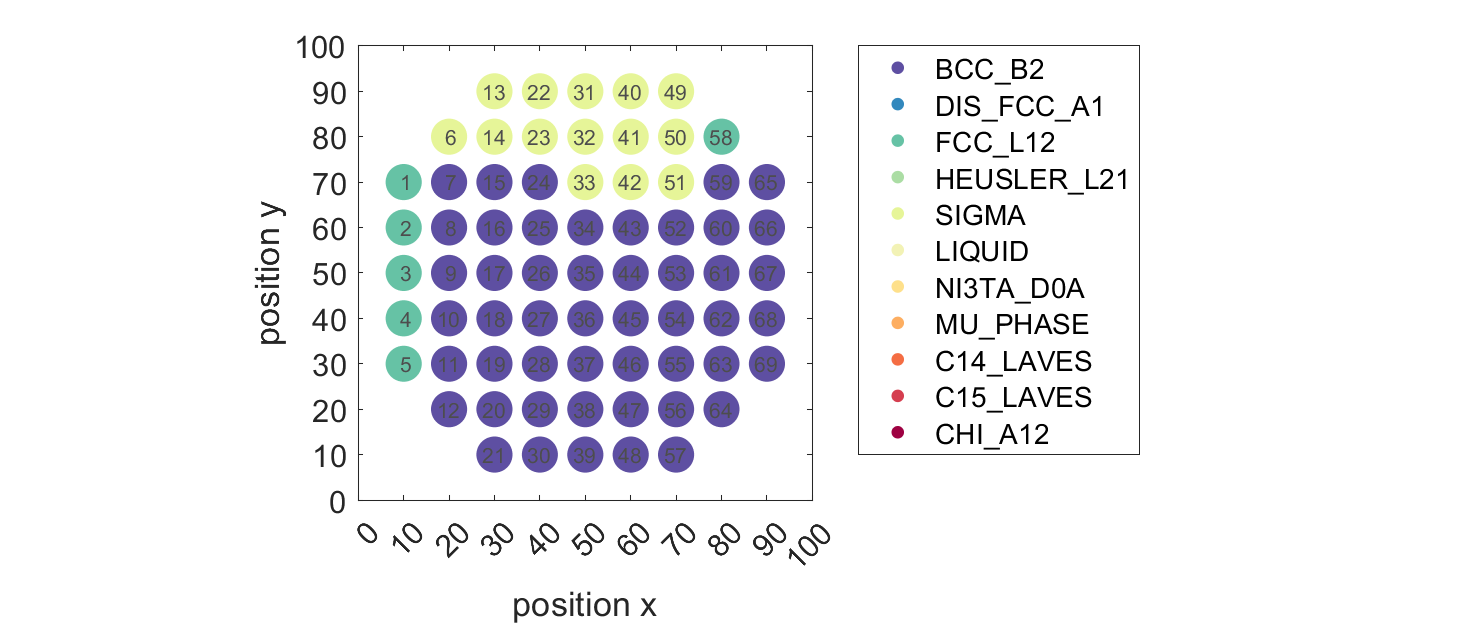 100
90
80
70
60
50
40
30
20
10
0
position y
13 22 31 40 49
6 14 23 32 41 50 58
1 7 15 24 33 42 51 59 65
2 8 16 25 34 43 52 60 66
3 9 17 26 35 44 53 61 67
4 10 18 27 36 45 54 62 68
5 11 19 28 37 46 55 63 69
12 20 29 38 47 56 64
21 30 39 48 57
0 10 20 30 40 50 60 70 80 90 100
position x
BCC_B2
DIS_FCC_A1
FCC_L12
HEUSLER_L21
SIGMA
LIQUID
NI3TA_D0A
MU_PHASE
C14_LAVES
C15_LAVES
CHI_A12